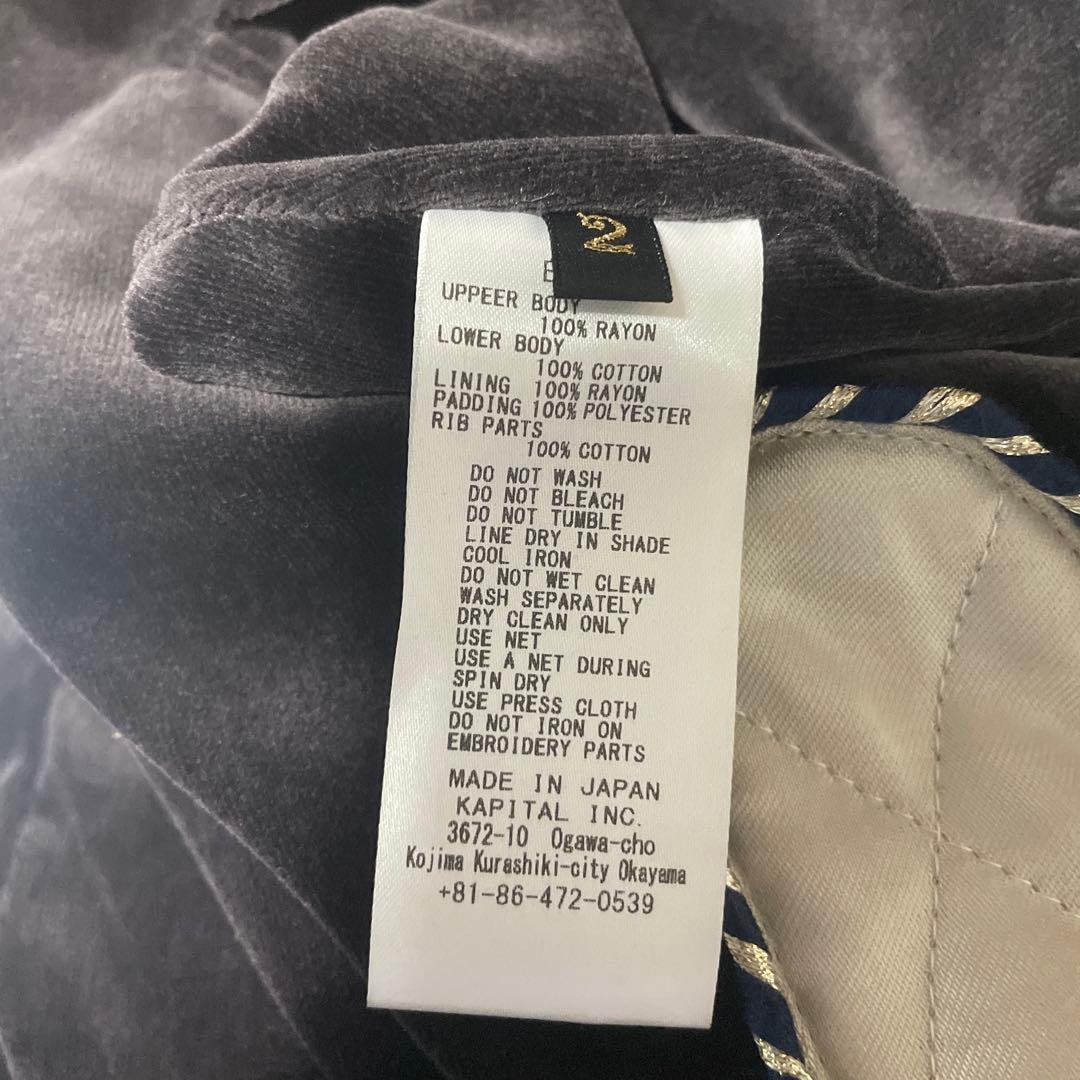 2
UPPEER BODY
100% RAYON
LOWER BODY
100% COTTON
LINING 100% RAYON
PADDING 100% POLYESTER
RIB PARTS
100% COTTON
DO NOT WASH
DO NOT BLEACH
DO NOT TUMBLE
LINE DRY IN SHADE
COOL IRON
DO NOT WET CLEAN
WASH SEPARATELY
DRY CLEAN ONLY
USE NET
USE A NET DURING
SPIN DRY
USE PRESS CLOTH
DO NOT IRON ON
EMBROIDERY PARTS
MADE IN JAPAN
KAPITAL INC.
3672-10 Ogawa-cho
Kojima Kurashiki-city Okayama
+81-86-472-0539